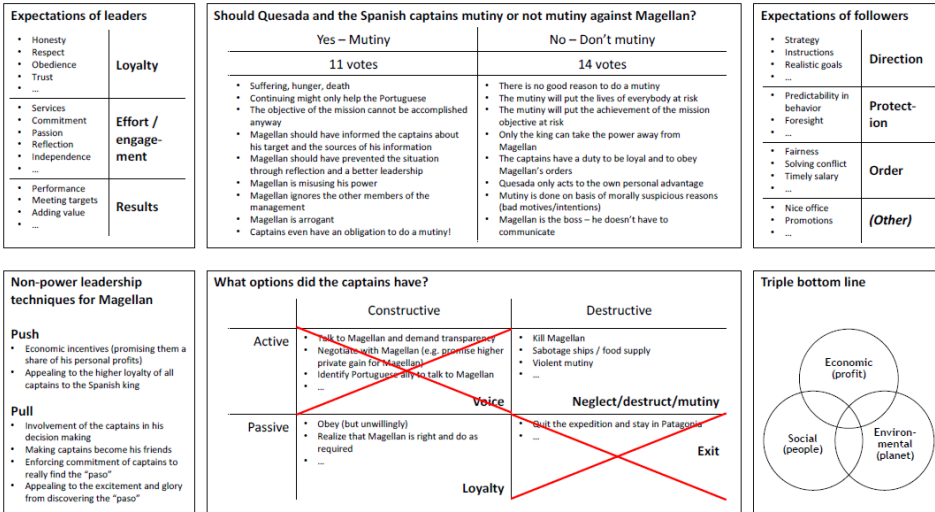 Expectations of leaders
• Honesty
• Respect
• Obedience
• Trust
• ...
Loyalty
• Services
• Commitment
• Passion
• Reflection
• Independence
• ...
Effort /
engage-
ment
• Performance
• Meeting targets
• Adding value
• ...
Results
Should Quesada and the Spanish captains mutiny or not mutiny against Magellan?
Yes – Mutiny
No – Don't mutiny
11 votes
14 votes
• Suffering, hunger, death
• Continuing might only help the Portuguese
• The objective of the mission cannot be accomplished
anyway
• Magellan should have informed the captains about
his target and the sources of his information
• Magellan should have prevented the situation
through reflection and a better leadership
• Magellan is misusing his power
• Magellan ignores the other members of the
management
• Magellan is arrogant
• Captains even have an obligation to do a mutiny!
• There is no good reason to do a mutiny
• The mutiny will put the lives of everybody at risk
• The mutiny will put the achievement of the mission
objective at risk
• Only the king can take the power away from
Magellan
• The captains have a duty to be loyal and to obey
Magellan's orders
• Quesada only acts to the own personal advantage
• Mutiny is done on basis of morally suspicious reasons
(bad motives/intentions)
• Magellan is the boss – he doesn't have to
communicate
Expectations of followers
• Strategy
• Instructions
• Realistic goals
• ...
Direction
• Predictability in
behavior
• Foresight
• ...
Protect-
ion
• Fairness
• Solving conflict
• Timely salary
• ...
Order
• Nice office
• Promotions
• ...
(Other)
Non-power leadership
techniques for Magellan
Push
• Economic incentives (promising them a
share of his personal profits)
• Appealing to the higher loyalty of all
captains to the Spanish king
Pull
• Involvement of the captains in his
decision making
• Making captains become his friends
• Enforcing commitment of captains to
really find the "paso"
• Appealing to the excitement and glory
from discovering the "paso"
What options did the captains have?
Constructive
Destructive
Active
• Talk to Magellan and demand transparency
• Negotiate with Magellan (e.g. promise higher
private gain for Magellan)
• Identify Portuguese ally to talk to Magellan
• ...
Voice
• Kill Magellan
• Sabotage ships / food supply
• Violent mutiny
• ...
Neglect/destruct/mutiny
Passive
• Obey (but unwillingly)
• Realize that Magellan is right and do as
required
• ...
Loyalty
• Quit the expedition and stay in Patagonia
• ...
Exit
Triple bottom line
Economic
(profit)
Social
(people)
Environ-
mental
(planet)